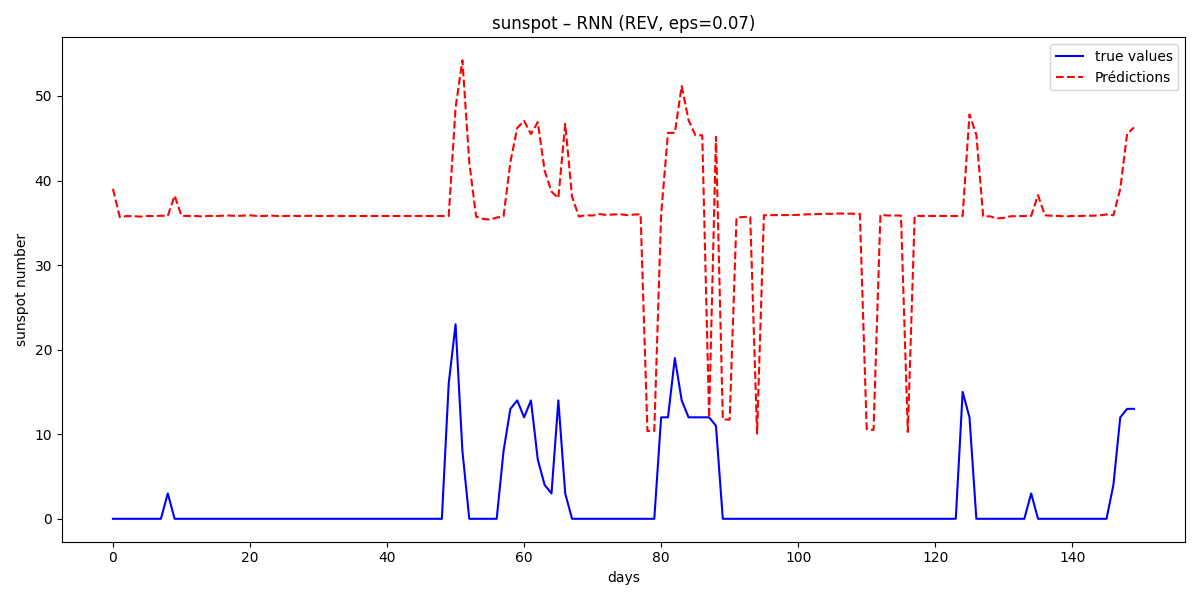 sunspot – RNN (REV, eps=0.07)
true values
Prédictions
sunspot number
50
40
30
20
10
0
0 20 40 60 80 100 120 140
days